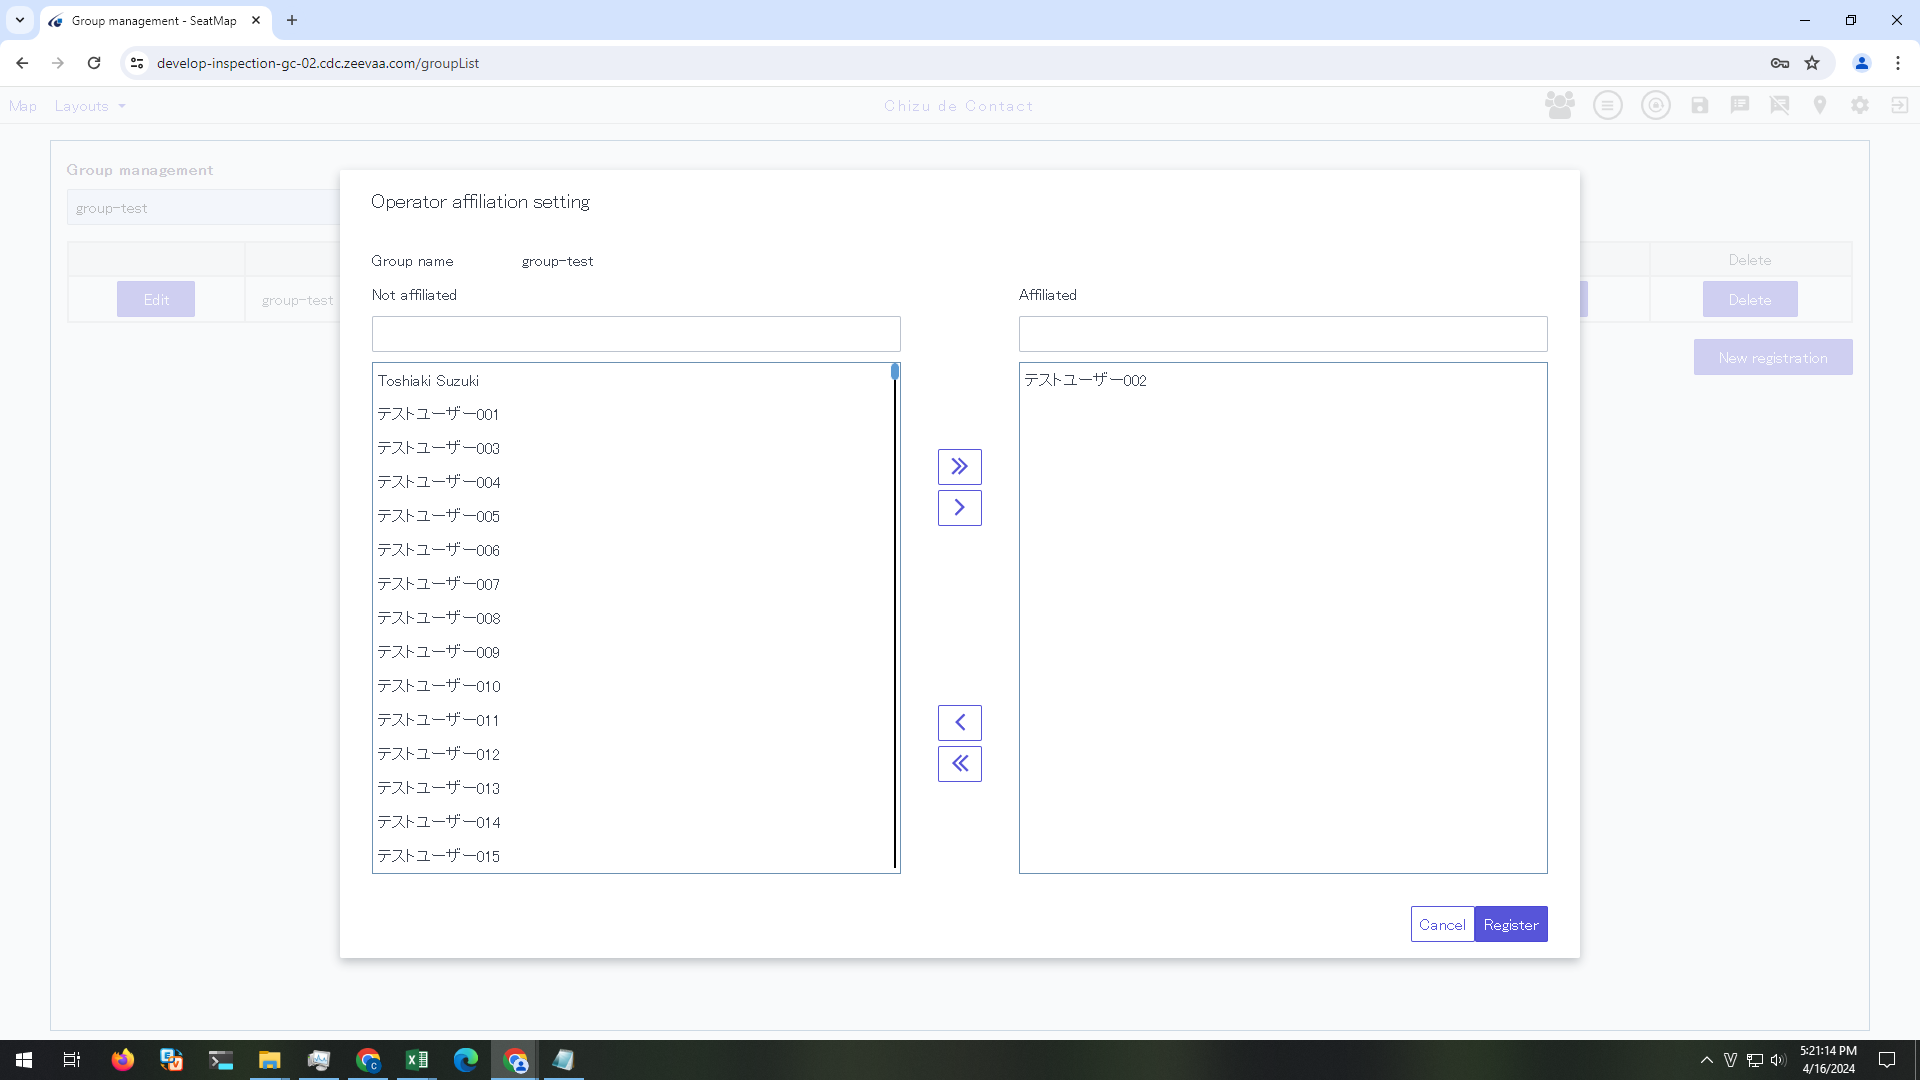 Group management - SeatMap
develop-inspection-gc-02.cdc.zeevaa.com/groupList
Map Layouts Chizu de Contact
Group management
group-test
Delete
Edit group-test Delete
New registration
Operator affiliation setting
Group name group-test
Not affiliated
Toshiaki Suzuki
テストユーザー001
テストユーザー003
テストユーザー004
テストユーザー005
テストユーザー006
テストユーザー007
テストユーザー008
テストユーザー009
テストユーザー010
テストユーザー011
テストユーザー012
テストユーザー013
テストユーザー014
テストユーザー015
Affiliated
テストユーザー002
Cancel Register
5:21:14 PM
4/16/2024